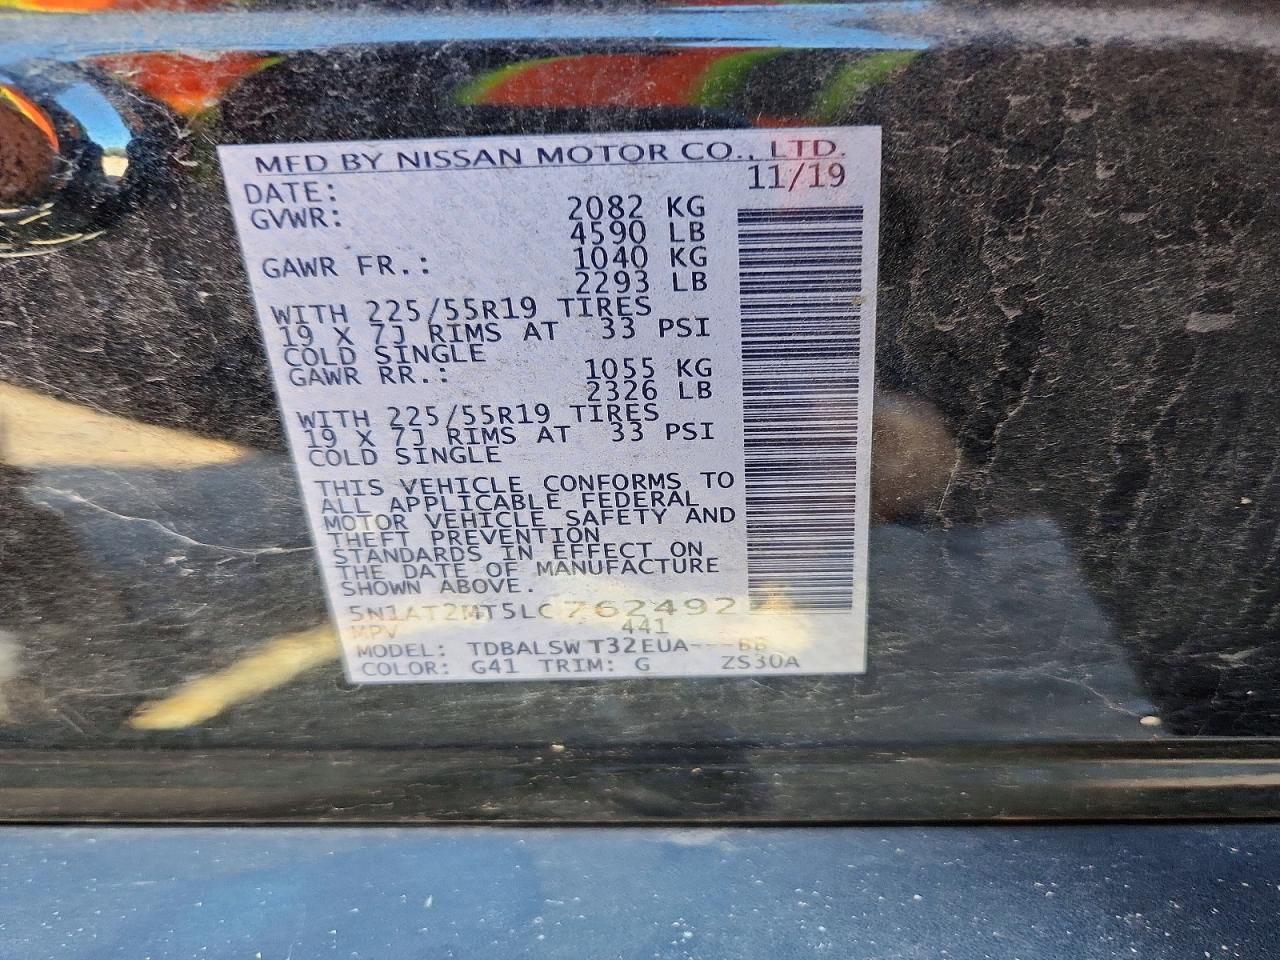 MFD BY NISSAN MOTOR CO., LTD.
DATE: 11/19
GVWR: 2082 KG
4590 LB
GAWR FR.: 1040 KG
2293 LB
WITH 225/55R19 TIRES
19 X 7J RIMS AT 33 PSI
COLD SINGLE
GAWR RR.: 1055 KG
2326 LB
WITH 225/55R19 TIRES
19 X 7J RIMS AT 33 PSI
COLD SINGLE
THIS VEHICLE CONFORMS TO
ALL APPLICABLE FEDERAL
MOTOR VEHICLE SAFETY AND
THEFT PREVENTION
STANDARDS IN EFFECT ON
THE DATE OF MANUFACTURE
SHOWN ABOVE.
5N1AT2MT5LC762492
MPV 441
MODEL: TDBALSW T32EUA---
COLOR: G41 TRIM: G ZS30A